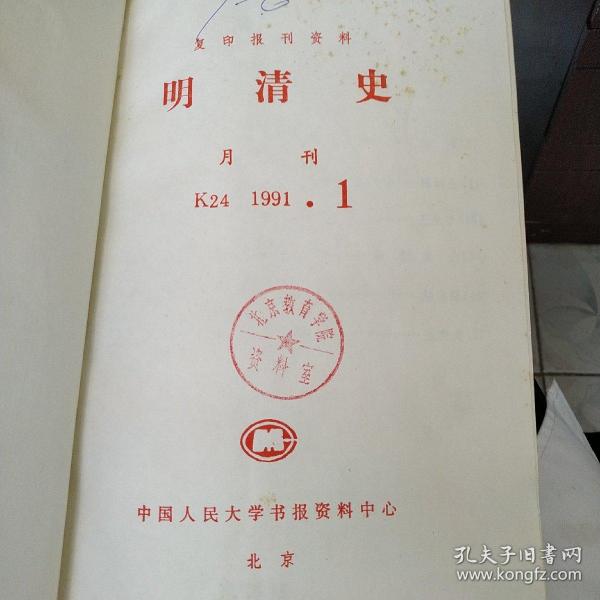 复印报刊资料
明清史
月刊
K24 1991.1
北京教育学院
资料室
中国人民大学书报资料中心
北京
孔夫子旧书网
www.kongfz.com